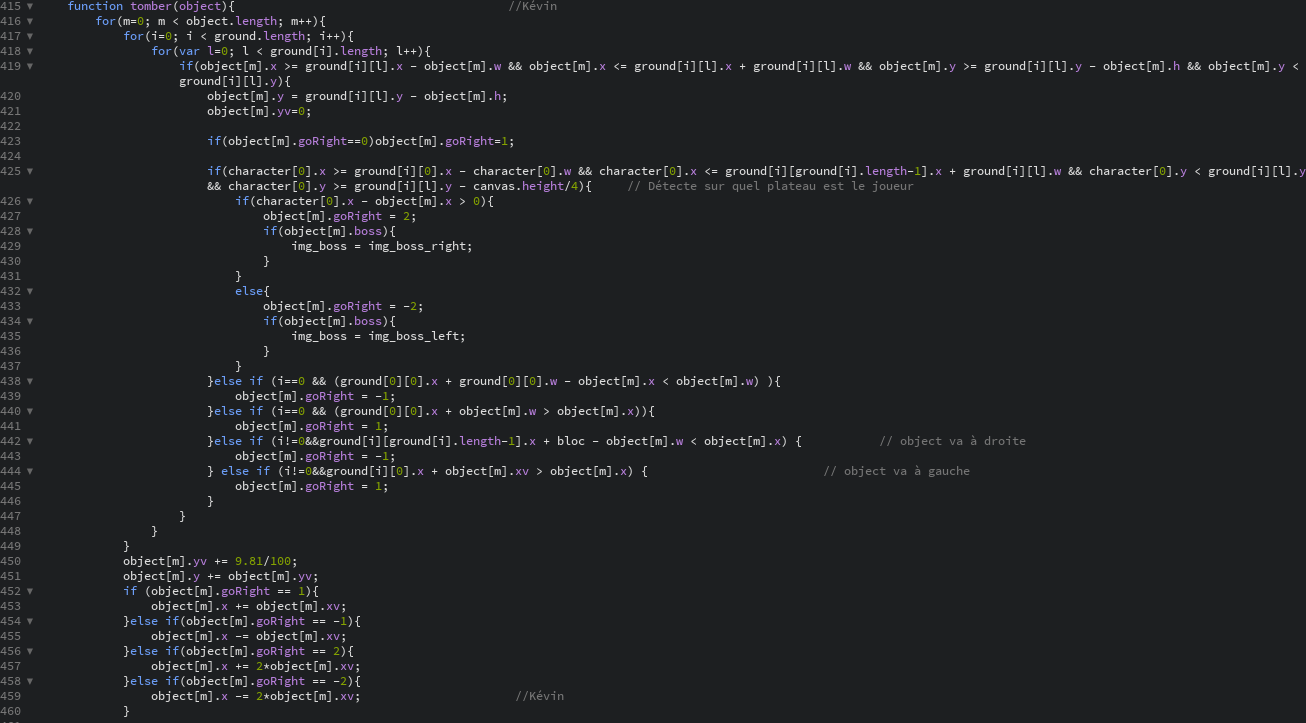 415 ▼ function tomber(object){ //Kévin
416 ▼ for(m=0; m < object.length; m++){
417 ▼ for(i=0; i < ground.length; i++){
418 ▼ for(var l=0; l < ground[i].length; l++){
419 ▼ if(object[m].x >= ground[i][l].x - object[m].w && object[m].x <= ground[i][l].x + ground[i][l].w && object[m].y >= ground[i][l].y - object[m].h && object[m].y <
ground[i][l].y){
420 object[m].y = ground[i][l].y - object[m].h;
421 object[m].yv=0;
422
423 if(object[m].goRight==0)object[m].goRight=1;
424
425 ▼ if(character[0].x >= ground[i][0].x - character[0].w && character[0].x <= ground[i][ground[i].length-1].x + ground[i][l].w && character[0].y < ground[i][l].y
&& character[0].y >= ground[i][l].y - canvas.height/4){ // Détecte sur quel plateau est le joueur
426 ▼ if(character[0].x - object[m].x > 0){
427 object[m].goRight = 2;
428 ▼ if(object[m].boss){
429 img_boss = img_boss_right;
430 }
431 }
432 ▼ else{
433 object[m].goRight = -2;
434 ▼ if(object[m].boss){
435 img_boss = img_boss_left;
436 }
437 }
438 ▼ }else if (i==0 && (ground[0][0].x + ground[0][0].w - object[m].x < object[m].w) ){
439 object[m].goRight = -1;
440 ▼ }else if (i==0 && (ground[0][0].x + object[m].w > object[m].x)){
441 object[m].goRight = 1;
442 ▼ }else if (i!=0&&ground[i][ground[i].length-1].x + bloc - object[m].w < object[m].x) { // object va à droite
443 object[m].goRight = -1;
444 ▼ } else if (i!=0&&ground[i][0].x + object[m].xv > object[m].x) { // object va à gauche
445 object[m].goRight = 1;
446 }
447 }
448 }
449 }
450 object[m].yv += 9.81/100;
451 object[m].y += object[m].yv;
452 ▼ if (object[m].goRight == 1){
453 object[m].x += object[m].xv;
454 ▼ }else if(object[m].goRight == -1){
455 object[m].x -= object[m].xv;
456 ▼ }else if(object[m].goRight == 2){
457 object[m].x += 2*object[m].xv;
458 ▼ }else if(object[m].goRight == -2){
459 object[m].x -= 2*object[m].xv; //Kévin
460 }